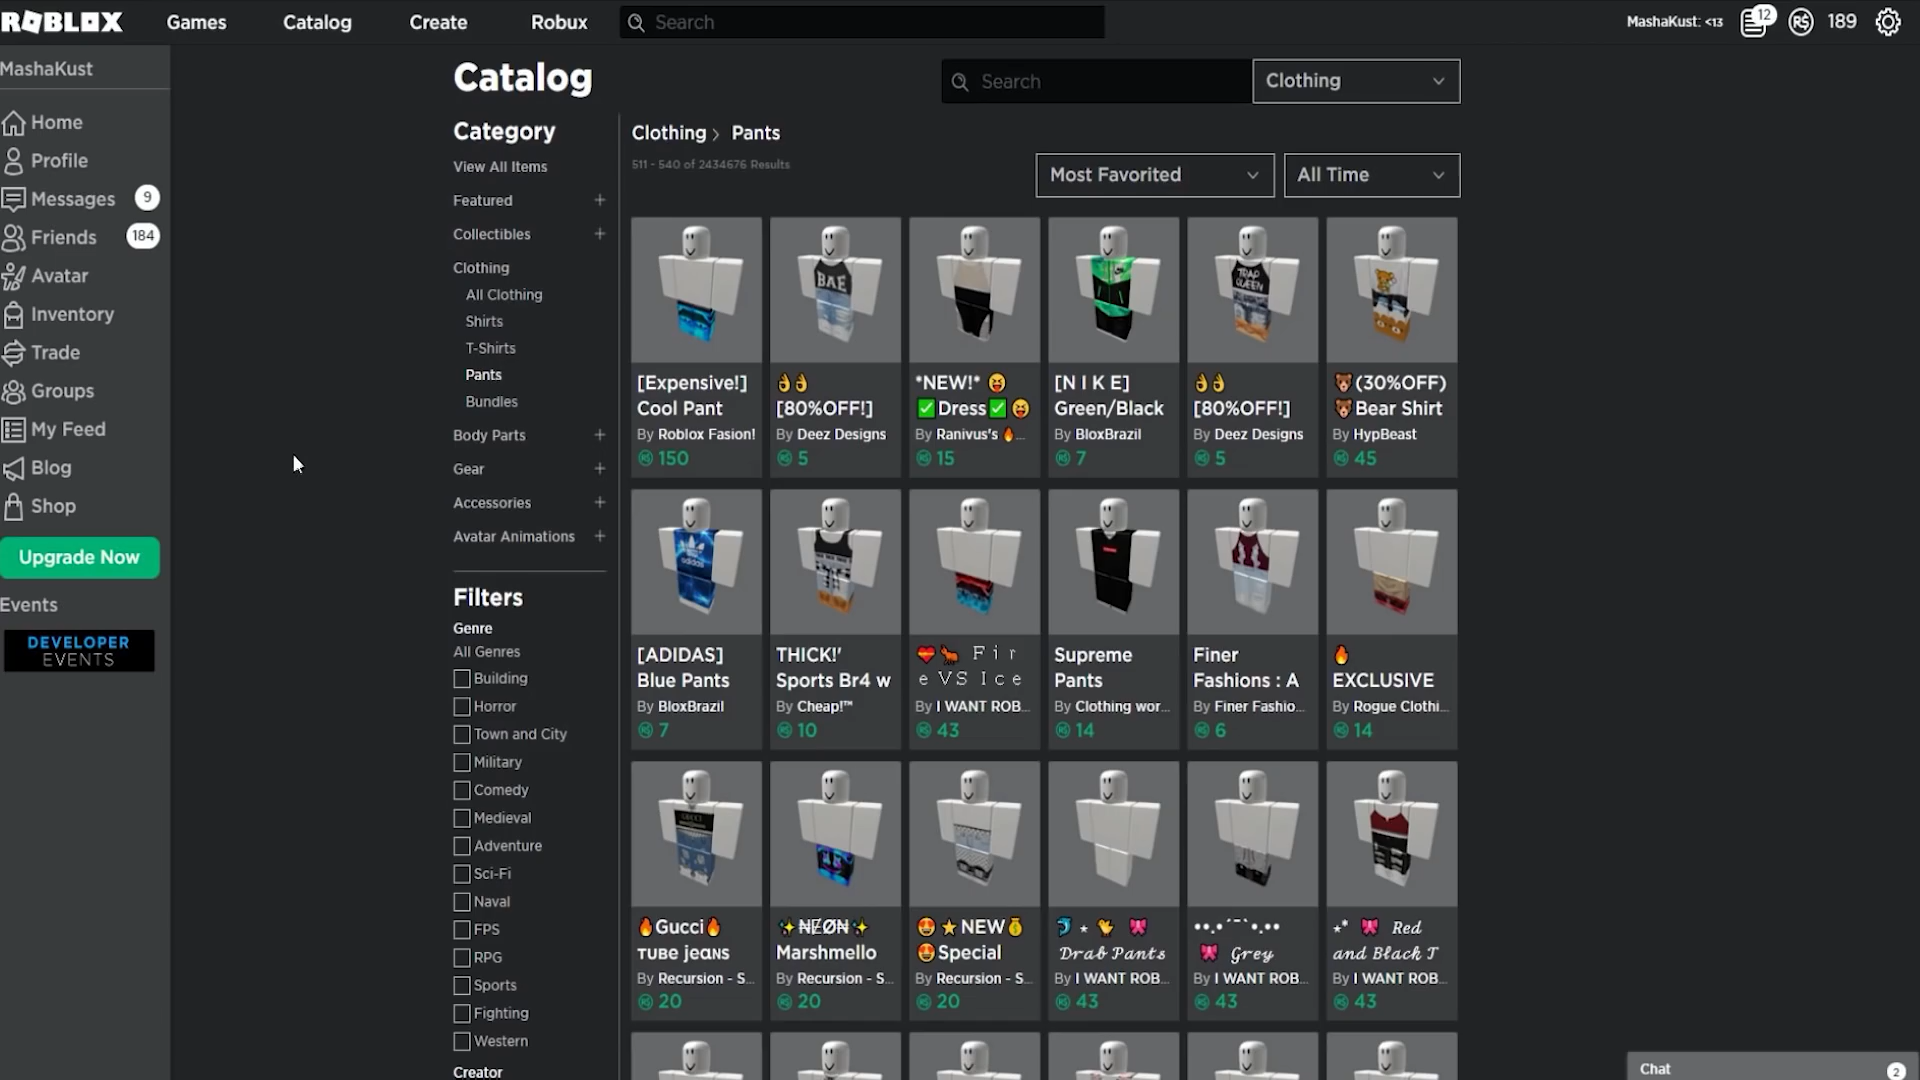 ROBLOX
Games
Catalog
Create
Robux
Search
MashaKust: <13
12
189
MashaKust
Home
Profile
Messages
9
Friends
184
Avatar
Inventory
Trade
Groups
My Feed
Blog
Shop
Upgrade Now
Events
DEVELOPER
EVENTS
Catalog
Search
Clothing
Category
View All Items
Featured +
Collectibles +
Clothing
All Clothing
Shirts
T-Shirts
Pants
Bundles
Body Parts +
Gear +
Accessories +
Avatar Animations +
Filters
Genre
All Genres
Building
Horror
Town and City
Military
Comedy
Medieval
Adventure
Sci-Fi
Naval
FPS
RPG
Sports
Fighting
Western
Creator
Clothing > Pants
511 - 540 of 2434676 Results
Most Favorited
All Time
[Expensive!]
Cool Pant
By Roblox Fasion!
150
BAE
👌👌
[80%OFF!]
By Deez Designs
5
*NEW!* 😝
✅Dress✅😝
By Ranivus's 🔥...
15
[N I K E]
Green/Black
By BloxBrazil
7
TRAP
QUEEN
👌👌
[80%OFF!]
By Deez Designs
5
🐻(30%OFF)
🐻Bear Shirt
By HypBeast
45
adidas
[ADIDAS]
Blue Pants
By BloxBrazil
7
THICK!'
Sports Br4 w
By Cheap!™
10
F i r
e VS I c e
By I WANT ROB...
43
Supreme
Pants
By Clothing wor...
14
Finer
Fashions : A
By Finer Fashio...
6
🔥
EXCLUSIVE
By Rogue Clothi...
14
GUCCI
🔥Gucci🔥
тuвe jeαɴѕ
By Recursion - S...
20
✨₦ɆØ₦✨
Marshmello
By Recursion - S...
20
🤩⭐NEW💰
🤩Special
By Recursion - S...
20
🐬 ⋆ 🐤 🎀
𝒟𝓇𝒶𝒷 𝒫𝒶𝓃𝓉𝓈
By I WANT ROB...
43
••.•´¯`•.••
🎀 𝒢𝓇𝑒𝓎
By I WANT ROB...
43
⋆* 🎀 𝑅𝑒𝒹
𝒶𝓃𝒹 𝐵𝓁𝒶𝒸𝓀 𝒯
By I WANT ROB...
43
Chat
2